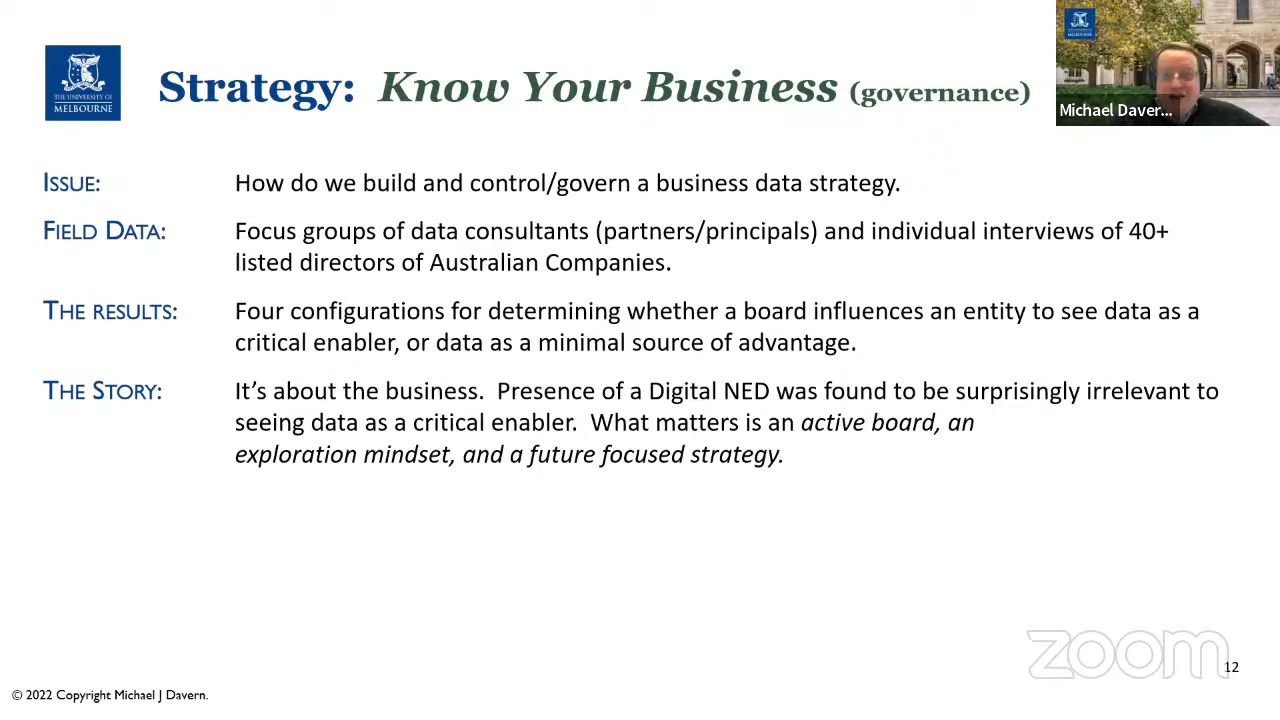 THE UNIVERSITY OF
MELBOURNE
Strategy: Know Your Business (governance)
Michael Daver...
ISSUE: How do we build and control/govern a business data strategy.
FIELD DATA: Focus groups of data consultants (partners/principals) and individual interviews of 40+
listed directors of Australian Companies.
THE RESULTS: Four configurations for determining whether a board influences an entity to see data as a
critical enabler, or data as a minimal source of advantage.
THE STORY: It’s about the business.  Presence of a Digital NED was found to be surprisingly irrelevant to
seeing data as a critical enabler.  What matters is an active board, an
exploration mindset, and a future focused strategy.
zoom
12
© 2022 Copyright Michael J Davern.